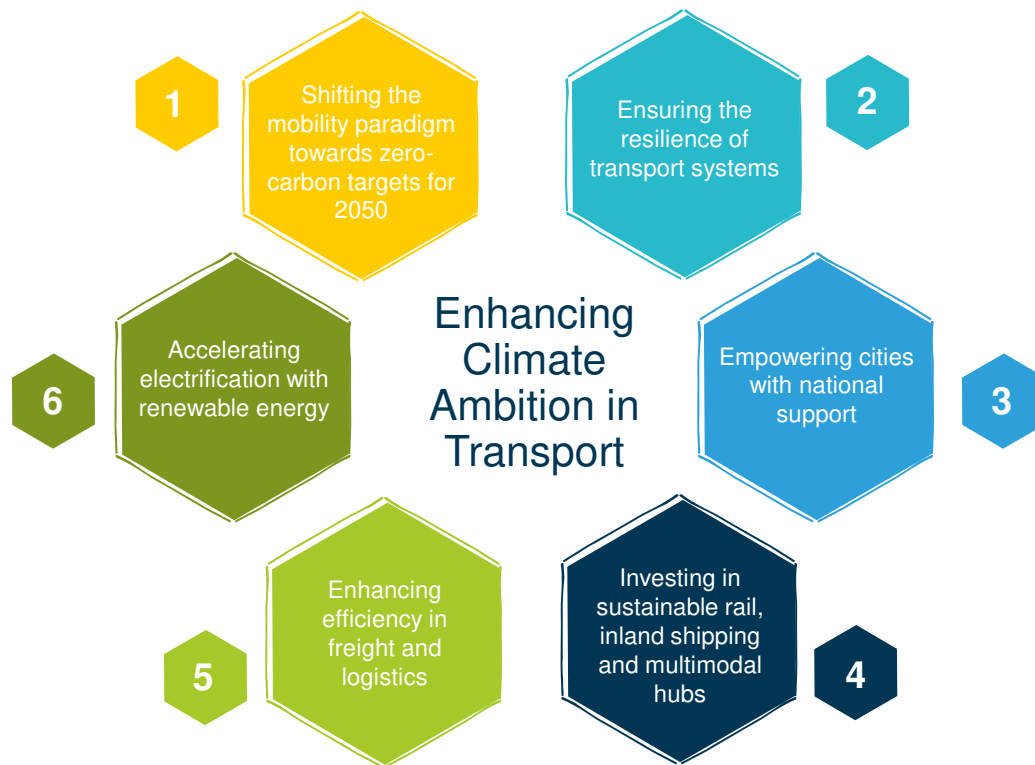 1
Shifting the
mobility paradigm
towards zero-
carbon targets for
2050
2
Ensuring the
resilience of
transport systems
Enhancing
Climate
Ambition in
Transport
3
Empowering cities
with national
support
4
Investing in
sustainable rail,
inland shipping
and multimodal
hubs
5
Enhancing
efficiency in
freight and
logistics
6
Accelerating
electrification with
renewable energy